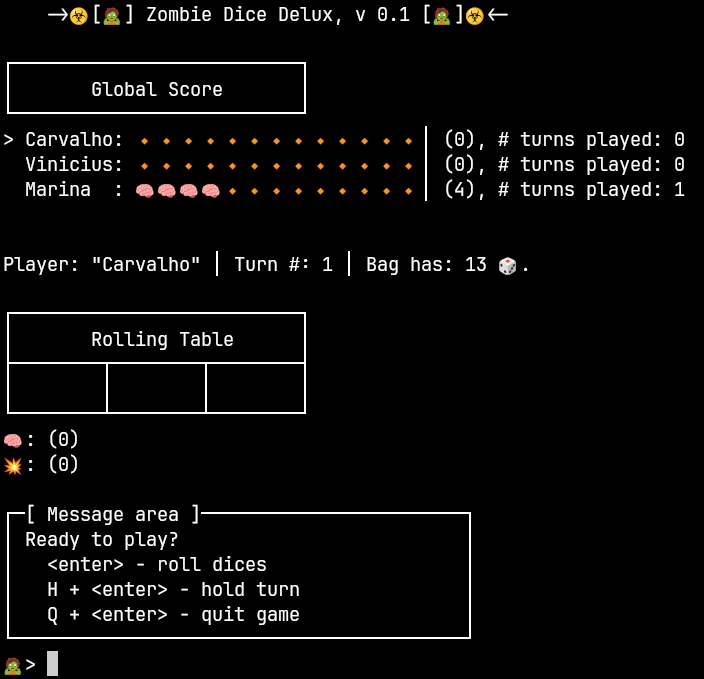 →☣[🧟] Zombie Dice Delux, v 0.1 [🧟]☣←
Global Score
> Carvalho: 🔸🔸🔸🔸🔸🔸🔸🔸🔸🔸🔸🔸🔸 │ (0), # turns played: 0
Vinicius: 🔸🔸🔸🔸🔸🔸🔸🔸🔸🔸🔸🔸🔸 │ (0), # turns played: 0
Marina  : 🧠🧠🧠🧠🔸🔸🔸🔸🔸🔸🔸🔸🔸 │ (4), # turns played: 1
Player: "Carvalho" │ Turn #: 1 │ Bag has: 13 🎲.
Rolling Table
🧠: (0)
💥: (0)
[ Message area ]
Ready to play?
<enter> - roll dices
H + <enter> - hold turn
Q + <enter> - quit game
🧟>